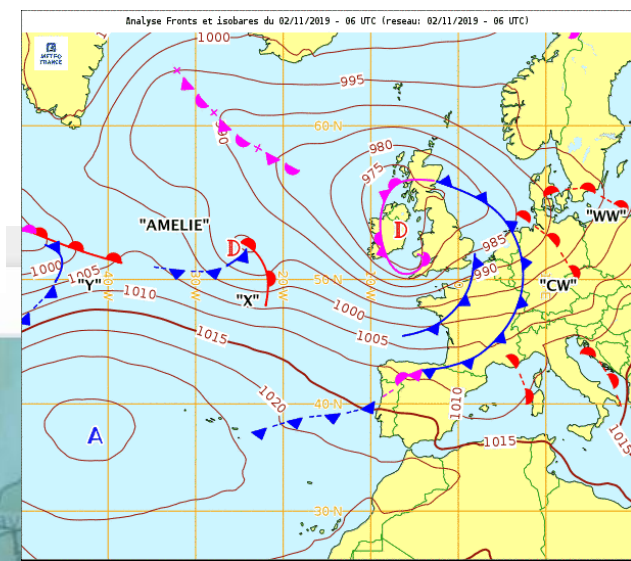 Analyse Fronts et isobares du 02/11/2019 - 06 UTC (reseau: 02/11/2019 - 06 UTC)
METEO
FRANCE
1000
995
60 N
980
975
"AMELIE"
D
D
"WW"
985
990
1000
1005
"Y"
40 W
1010
"X"
20 W
50 N
"CW"
1000
1005
1015
1020
40 N
1010
A
1015
1015
30 N